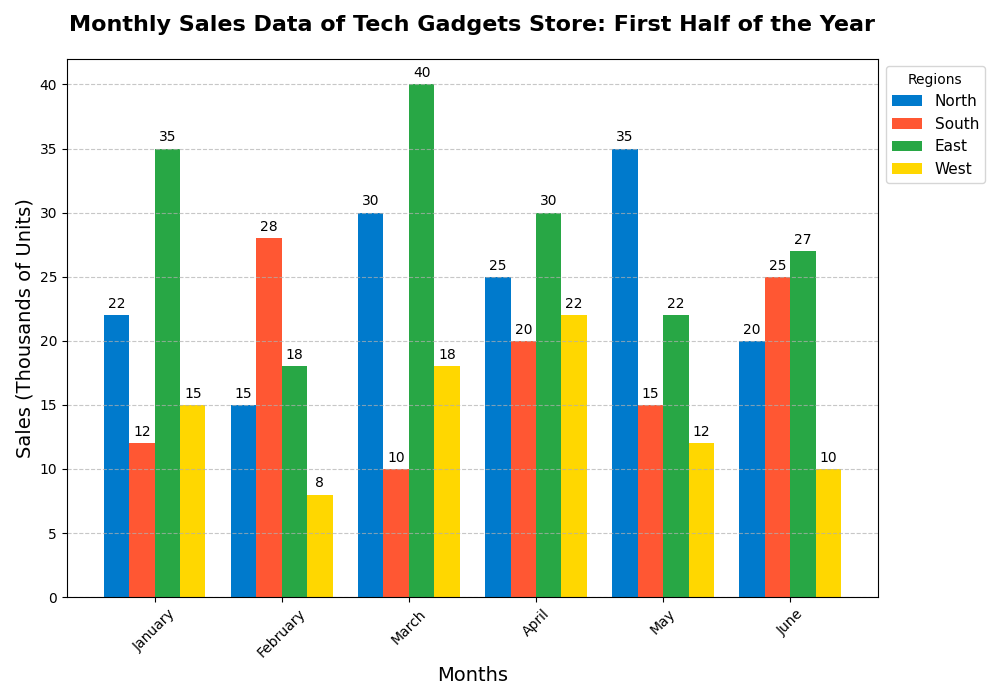 Monthly Sales Data of Tech Gadgets Store: First Half of the Year
Sales (Thousands of Units)
40
35
30
25
20
15
10
5
0
22
12
35
15
15
28
18
8
30
10
40
18
25
20
30
22
35
15
22
12
20
25
27
10
January
February
March
April
May
June
Months
Regions
North
South
East
West